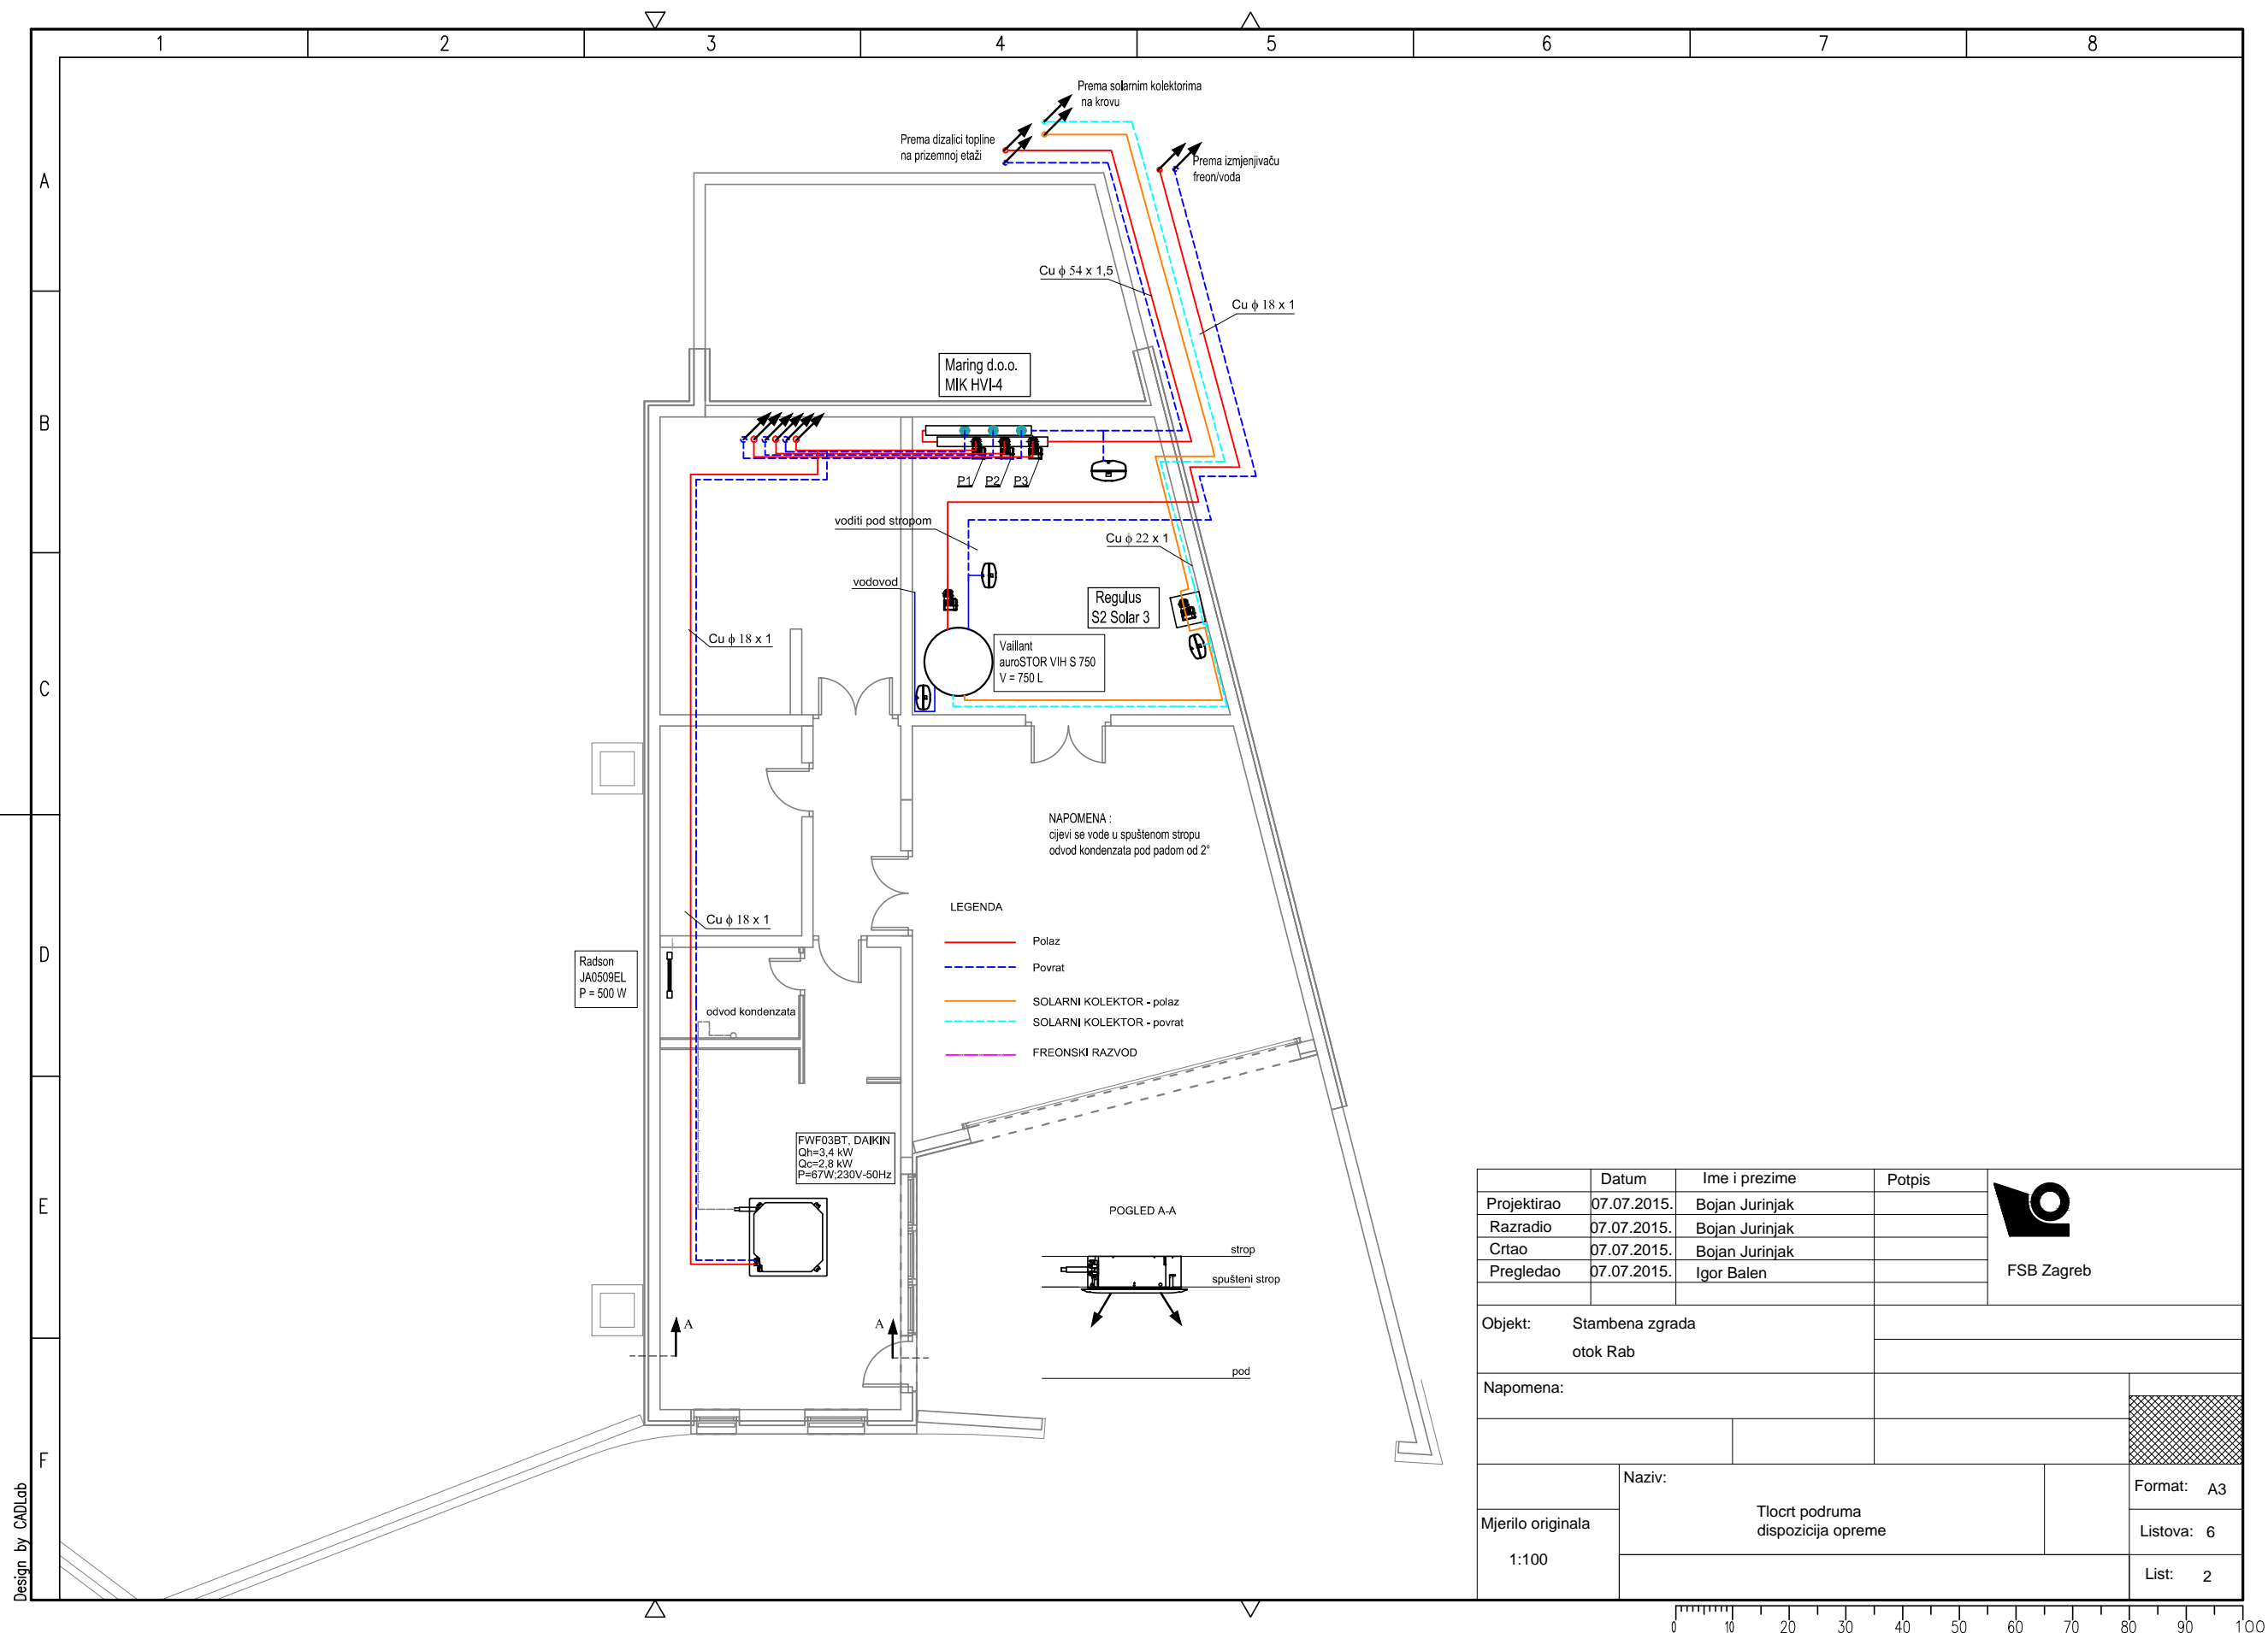 1 2 3 4 5 6 7 8
A
B
C
D
E
F
Prema solarnim kolektorima
na krovu
Prema dizalici topline
na prizemnoj etaži
Prema izmjenjivaču
freon/voda
Cu ϕ 54 x 1,5
Cu ϕ 18 x 1
Maring d.o.o.
MIK HVI-4
P1 P2 P3
voditi pod stropom
Cu ϕ 22 x 1
vodovod
Regulus
S2 Solar 3
Cu ϕ 18 x 1
Vaillant
auroSTOR VIH S 750
V = 750 L
NAPOMENA :
cijevi se vode u spuštenom stropu
odvod kondenzata pod padom od 2°
Cu ϕ 18 x 1
LEGENDA
Polaz
Povrat
SOLARNI KOLEKTOR - polaz
SOLARNI KOLEKTOR - povrat
FREONSKI RAZVOD
Radson
JA0509EL
P = 500 W
odvod kondenzata
FWF03BT, DAIKIN
Qh=3,4 kW
Qc=2,8 kW
P=67W;230V-50Hz
POGLED A-A
strop
spušteni strop
pod
A A
Datum Ime i prezime Potpis
Projektirao 07.07.2015. Bojan Jurinjak
Razradio 07.07.2015. Bojan Jurinjak
Crtao 07.07.2015. Bojan Jurinjak
Pregledao 07.07.2015. Igor Balen
FSB Zagreb
Objekt: Stambena zgrada
otok Rab
Napomena:
Naziv:
Tlocrt podruma
dispozicija opreme
Mjerilo originala
1:100
Format: A3
Listova: 6
List: 2
Design by CADLab
0 10 20 30 40 50 60 70 80 90 100